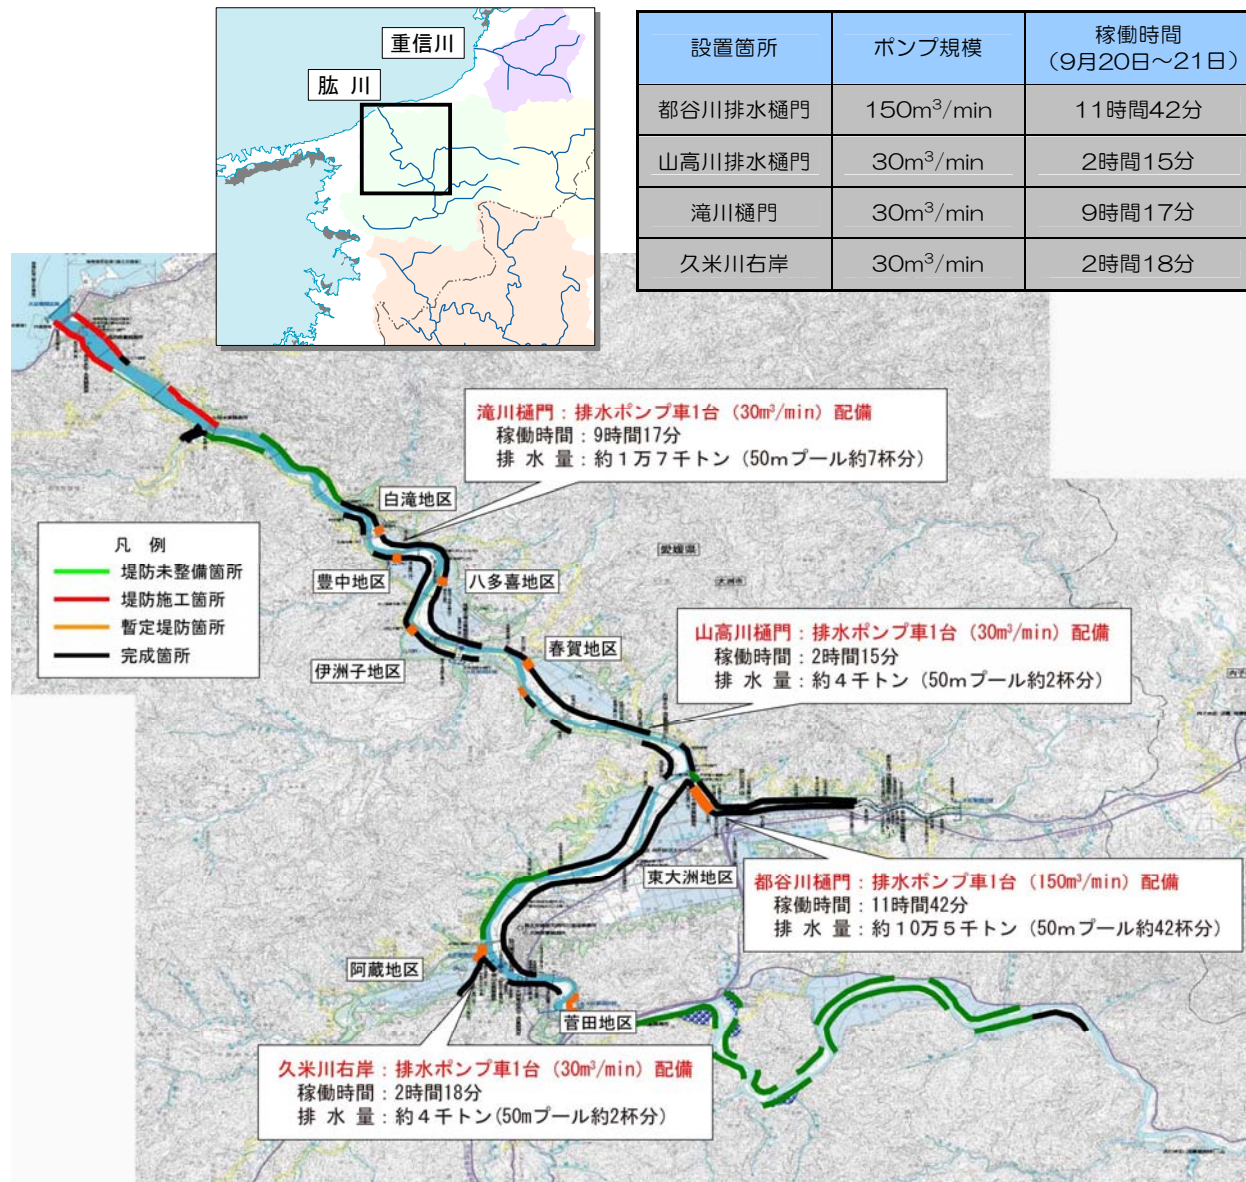 重信川
肱 川
設置箇所 ポンプ規模 稼働時間
(9月20日～21日)
都谷川排水樋門 150m³/min 11時間42分
山高川排水樋門 30m³/min 2時間15分
滝川樋門 30m³/min 9時間17分
久米川右岸 30m³/min 2時間18分
滝川樋門：排水ポンプ車1台（30m³/min）配備
稼働時間：9時間17分
排 水 量：約１万７千トン（50mプール約7杯分）
白滝地区
凡 例
堤防未整備箇所
堤防施工箇所
暫定堤防箇所
完成箇所
豊中地区
八多喜地区
愛媛県
大洲市
伊洲子地区
春賀地区
山高川樋門：排水ポンプ車1台（30m³/min）配備
稼働時間：2時間15分
排 水 量：約４千トン（50mプール約2杯分）
東大洲地区
都谷川樋門：排水ポンプ車1台（150m³/min）配備
稼働時間：11時間42分
排 水 量：約10万５千トン（50mプール約42杯分）
阿蔵地区
菅田地区
久米川右岸：排水ポンプ車1台（30m³/min）配備
稼働時間：2時間18分
排 水 量：約４千トン(50mプール約2杯分）